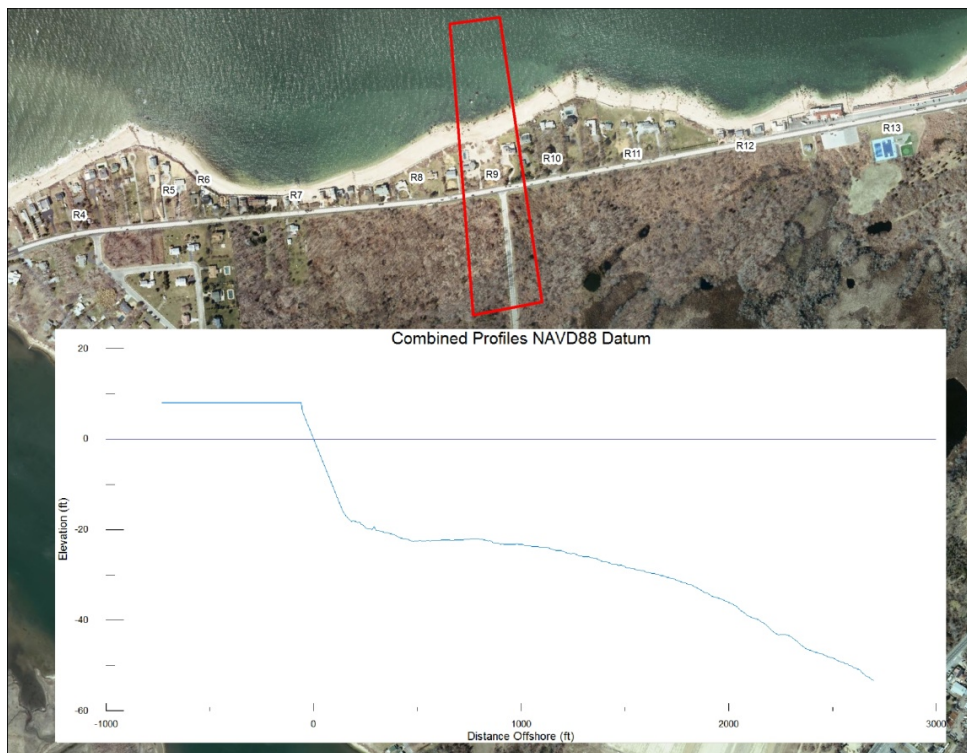 R13
R12
R11
R10
R9
R8
R7
R6
R5
R4
Combined Profiles NAVD88 Datum
20
0
-20
-40
-60
Elevation (ft)
-1000 0 1000 2000 3000
Distance Offshore (ft)